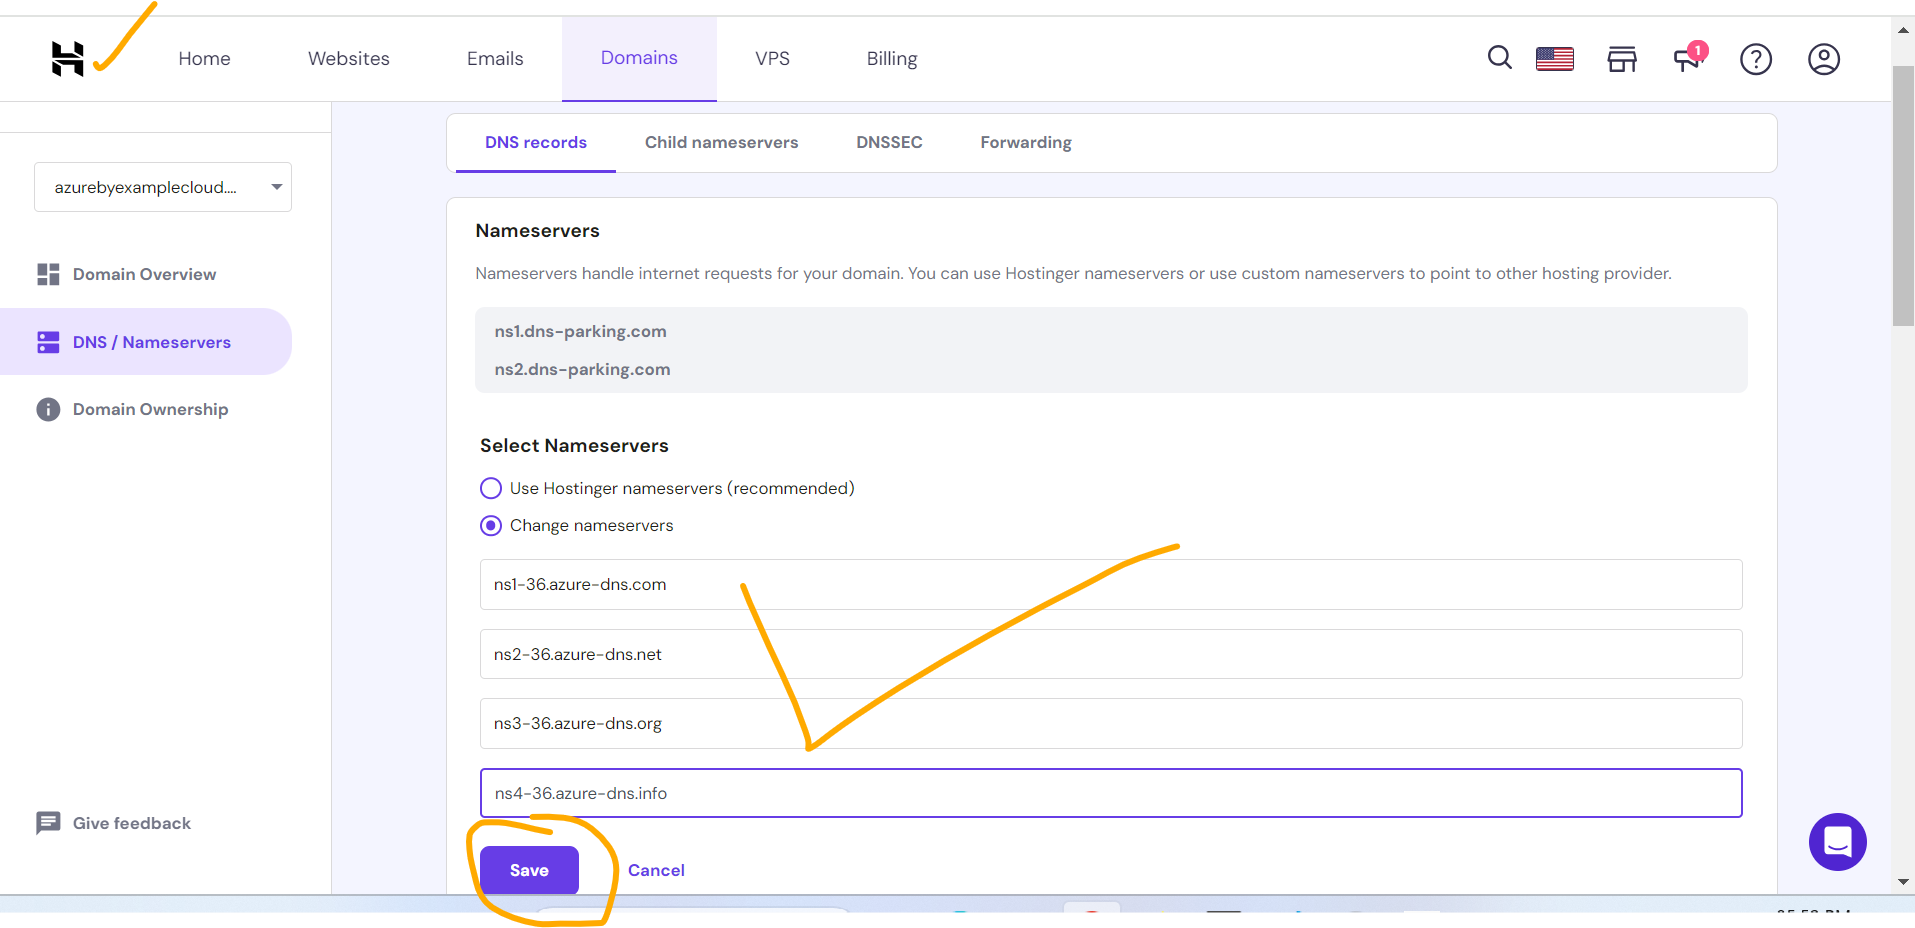 Home Websites Emails Domains VPS Billing 1
DNS records Child nameservers DNSSEC Forwarding
azurebyexamplecloud....
Domain Overview
DNS / Nameservers
Domain Ownership
Give feedback
Nameservers
Nameservers handle internet requests for your domain. You can use Hostinger nameservers or use custom nameservers to point to other hosting provider.
ns1.dns-parking.com
ns2.dns-parking.com
Select Nameservers
Use Hostinger nameservers (recommended)
Change nameservers
ns1-36.azure-dns.com
ns2-36.azure-dns.net
ns3-36.azure-dns.org
ns4-36.azure-dns.info
Save Cancel